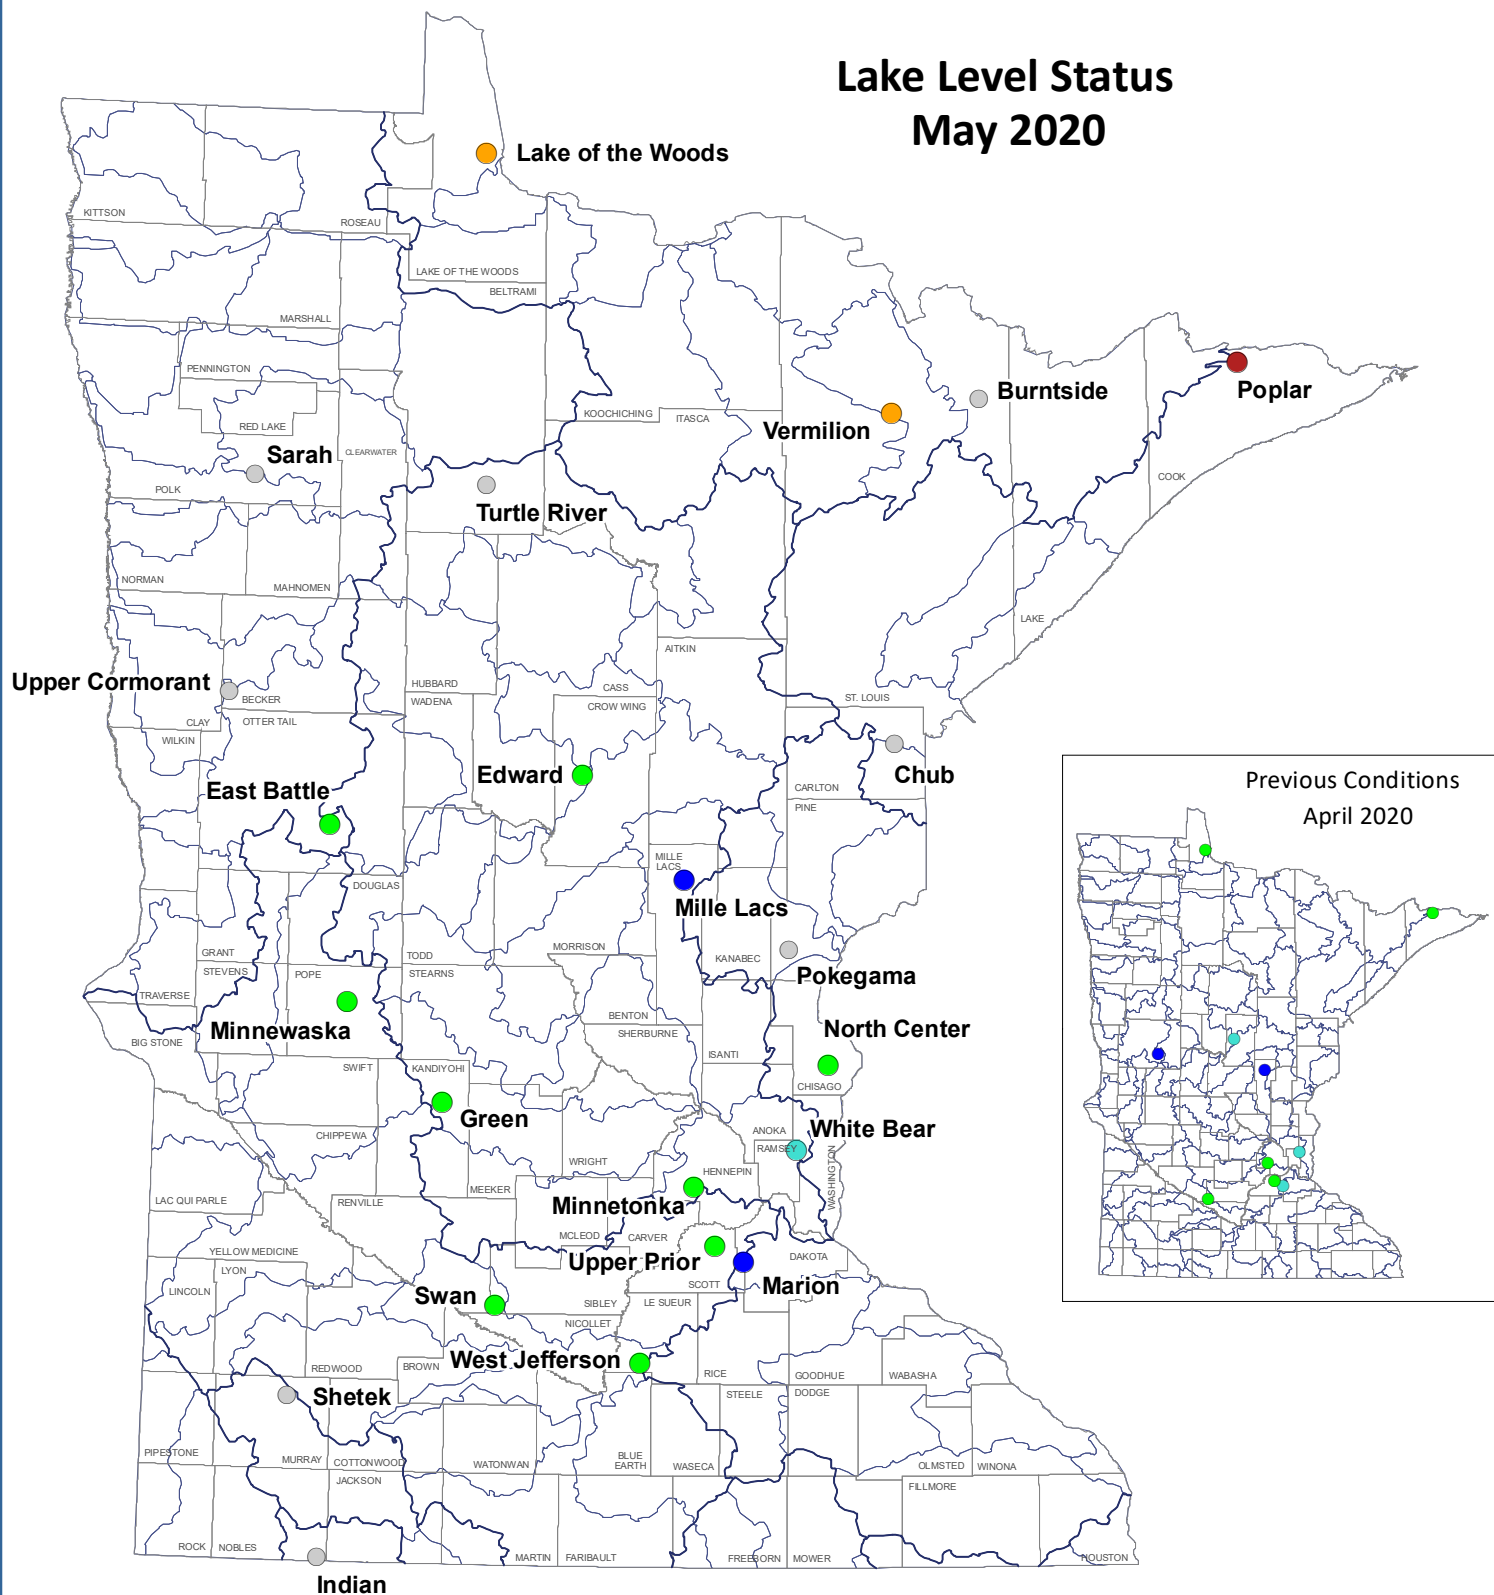 Lake Level Status
May 2020
Lake of the Woods
KITTSON
ROSEAU
LAKE OF THE WOODS
BELTRAMI
MARSHALL
PENNINGTON
RED LAKE
KOOCHICHING
ITASCA
Burntside
Poplar
Vermilion
Sarah
CLEARWATER
POLK
COOK
Turtle River
NORMAN
MAHNOMEN
LAKE
AITKIN
Upper Cormorant
BECKER
HUBBARD
CASS
WADENA
CROW WING
ST. LOUIS
CLAY
OTTER TAIL
WILKIN
Edward
Chub
East Battle
CARLTON
PINE
Previous Conditions
April 2020
MILLE
LACS
DOUGLAS
Mille Lacs
GRANT
TODD
MORRISON
KANABEC
STEVENS
POPE
STEARNS
Pokegama
TRAVERSE
BENTON
North Center
Minnewaska
BIG STONE
SHERBURNE
ISANTI
SWIFT
KANDIYOHI
CHISAGO
Green
CHIPPEWA
ANOKA
White Bear
RAMSEY
WRIGHT
HENNEPIN
WASHINGTON
MEEKER
LAC QUI PARLE
RENVILLE
Minnetonka
MCLEOD
CARVER
YELLOW MEDICINE
Upper Prior
DAKOTA
LYON
SCOTT
Marion
LINCOLN
Swan
SIBLEY
LE SUEUR
NICOLLET
REDWOOD
BROWN
West Jefferson
RICE
GOODHUE
WABASHA
Shetek
STEELE
DODGE
PIPESTONE
MURRAY
COTTONWOOD
WATONWAN
BLUE
EARTH
WASECA
OLMSTED
WINONA
JACKSON
FILLMORE
ROCK
NOBLES
MARTIN
FARIBAULT
FREEBORN
MOWER
HOUSTON
Indian